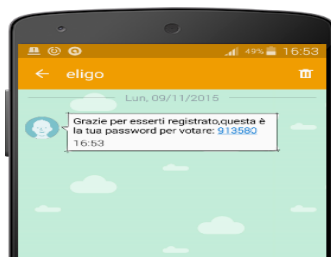 49% 16:53
eligo
Lun, 09/11/2015
Grazie per esserti registrato,questa è
la tua password per votare: 913580
16:53